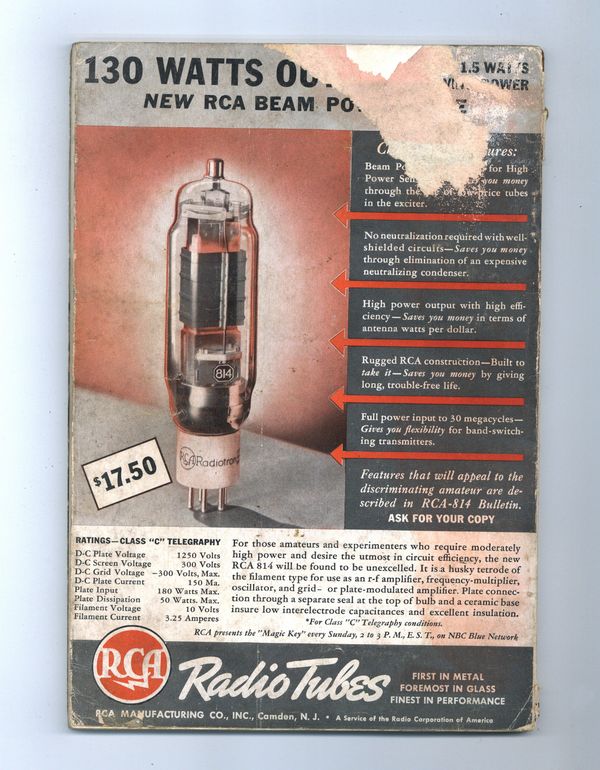 130 WATTS
1.5 WATTS
POWER
NEW RCA BEAM
Beam for High
Power you money
through the of low-price tubes
in the exciter.
No neutralization required with well-
shielded circuits—Saves you money
through elimination of an expensive
neutralizing condenser.
High power output with high effi-
ciency—Saves you money in terms of
antenna watts per dollar.
Rugged RCA construction—Built to
take it—Saves you money by giving
long, trouble-free life.
Full power input to 30 megacycles—
Gives you flexibility for band-switch-
ing transmitters.
Features that will appeal to the
discriminating amateur are de-
scribed in RCA-814 Bulletin.
ASK FOR YOUR COPY
814
RCA Radiotron
$17.50
RATINGS—CLASS "C" TELEGRAPHY
D-C Plate Voltage 1250 Volts
D-C Screen Voltage 300 Volts
D-C Grid Voltage −300 Volts, Max.
D-C Plate Current 150 Ma.
Plate Input 180 Watts Max.
Plate Dissipation 50 Watts Max.
Filament Voltage 10 Volts
Filament Current 3.25 Amperes
For those amateurs and experimenters who require moderately
high power and desire the utmost in circuit efficiency, the new
RCA 814 will be found to be unexcelled. It is a husky tetrode of
the filament type for use as an r-f amplifier, frequency-multiplier,
oscillator, and grid- or plate-modulated amplifier. Plate connec-
tion through a separate seal at the top of bulb and a ceramic base
insure low interelectrode capacitances and excellent insulation.
*For Class "C" Telegraphy conditions.
RCA presents the "Magic Key" every Sunday, 2 to 3 P. M., E. S. T., on NBC Blue Network
RCA
Radio Tubes
FIRST IN METAL
FOREMOST IN GLASS
FINEST IN PERFORMANCE
RCA MANUFACTURING CO., INC., Camden, N. J. • A Service of the Radio Corporation of America